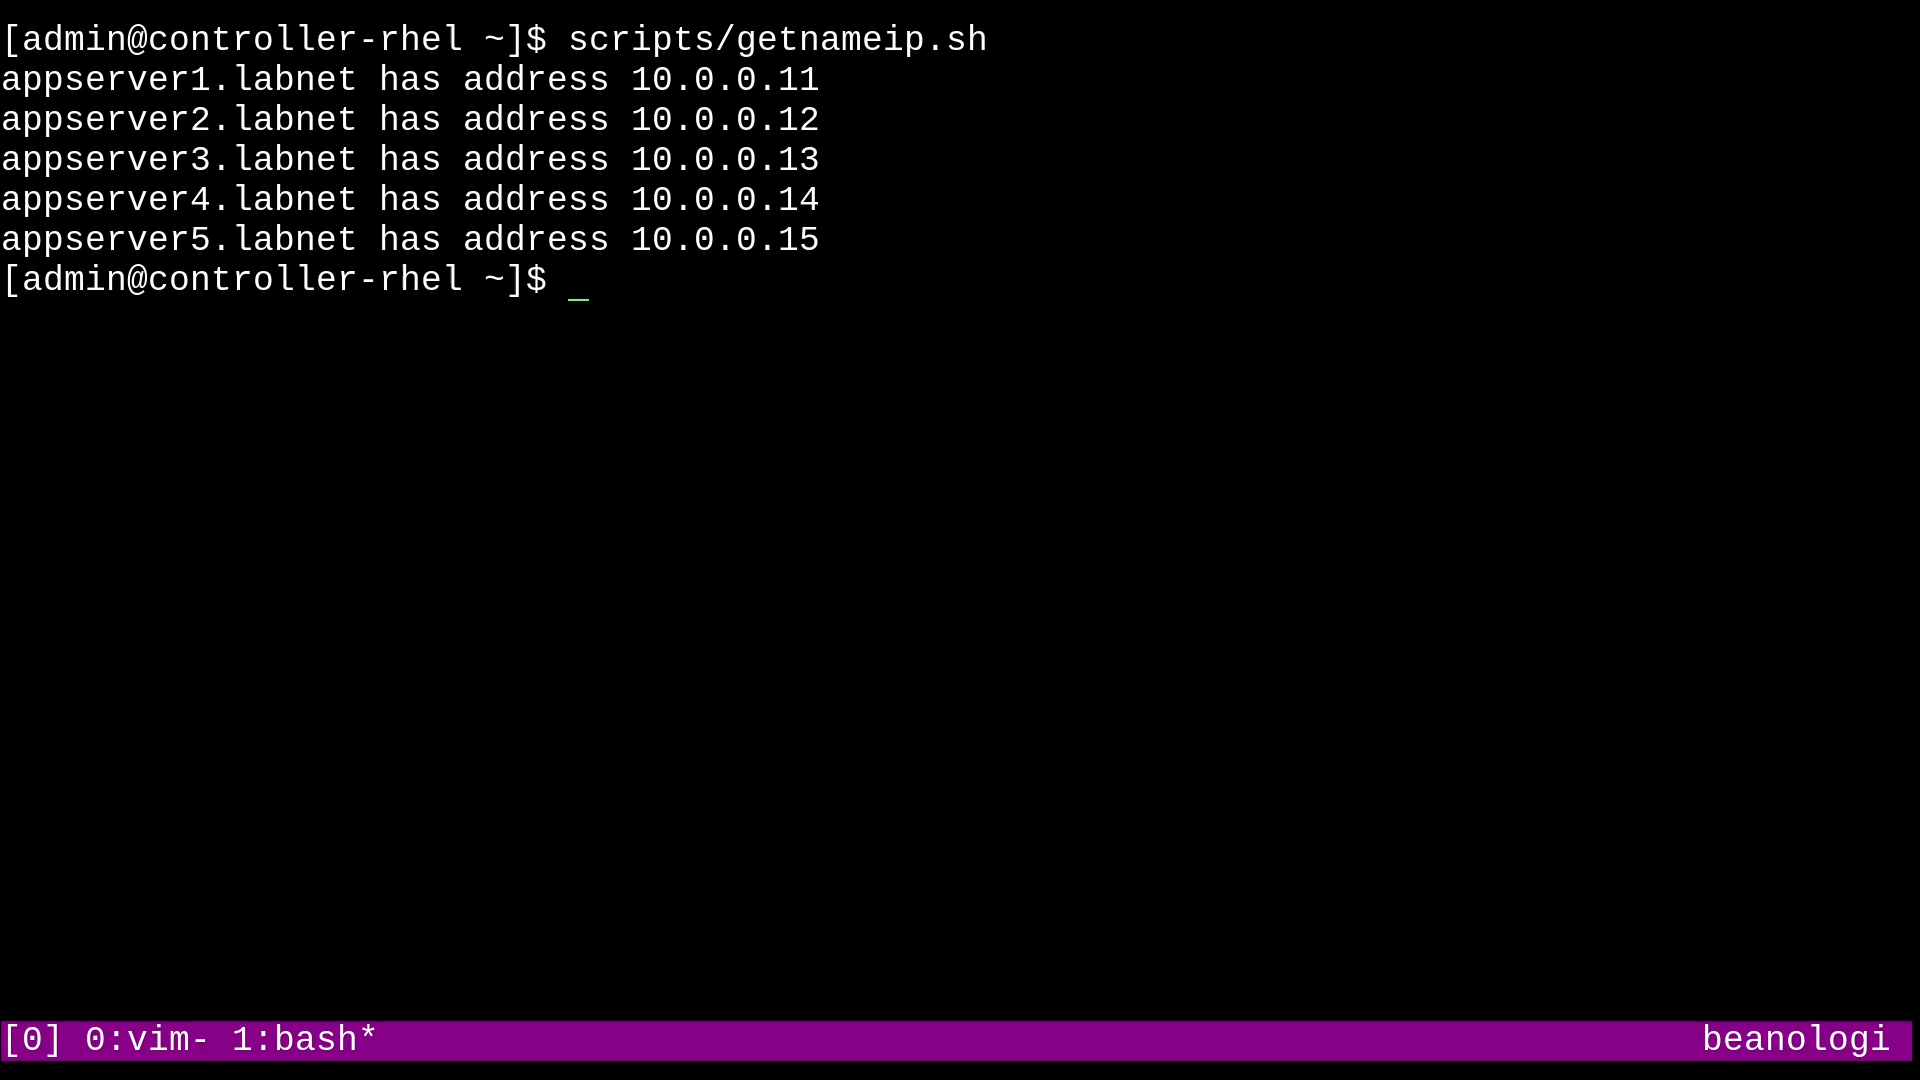 [admin@controller-rhel ~]$ scripts/getnameip.sh
appserver1.labnet has address 10.0.0.11
appserver2.labnet has address 10.0.0.12
appserver3.labnet has address 10.0.0.13
appserver4.labnet has address 10.0.0.14
appserver5.labnet has address 10.0.0.15
[admin@controller-rhel ~]$ _
[0] 0:vim- 1:bash* beanologi